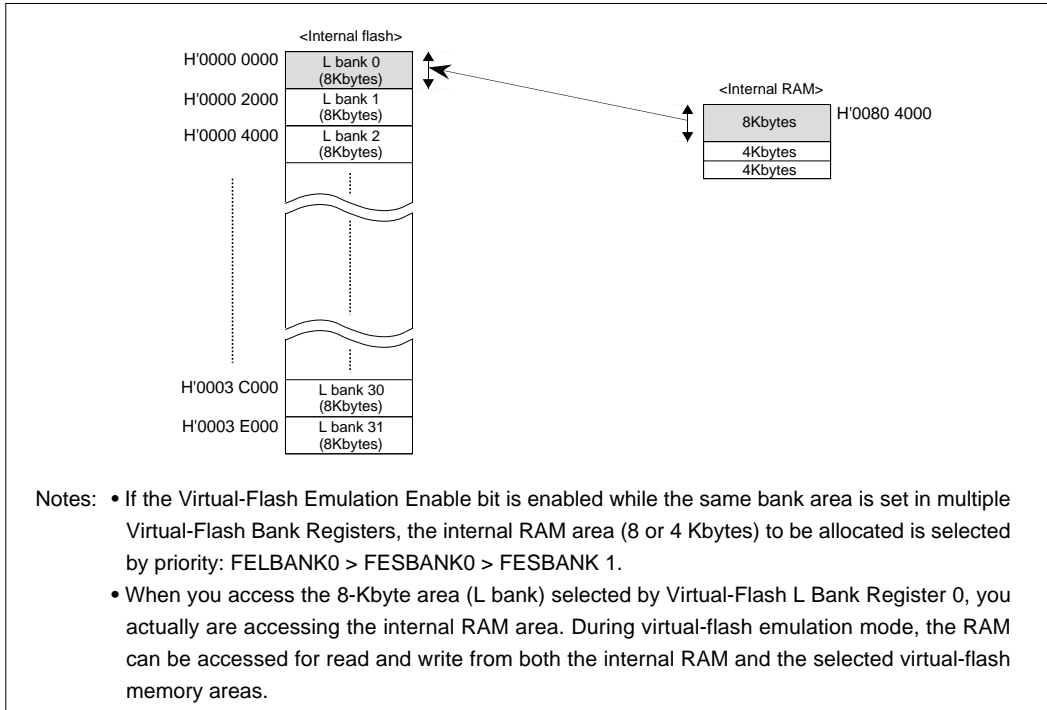 <Internal flash>
H'0000 0000
L bank 0
(8Kbytes)
H'0000 2000
L bank 1
(8Kbytes)
H'0000 4000
L bank 2
(8Kbytes)
H'0003 C000
L bank 30
(8Kbytes)
H'0003 E000
L bank 31
(8Kbytes)
<Internal RAM>
8Kbytes
H'0080 4000
4Kbytes
4Kbytes
Notes: • If the Virtual-Flash Emulation Enable bit is enabled while the same bank area is set in multiple
Virtual-Flash Bank Registers, the internal RAM area (8 or 4 Kbytes) to be allocated is selected
by priority: FELBANK0 > FESBANK0 > FESBANK 1.
• When you access the 8-Kbyte area (L bank) selected by Virtual-Flash L Bank Register 0, you
actually are accessing the internal RAM area. During virtual-flash emulation mode, the RAM
can be accessed for read and write from both the internal RAM and the selected virtual-flash
memory areas.